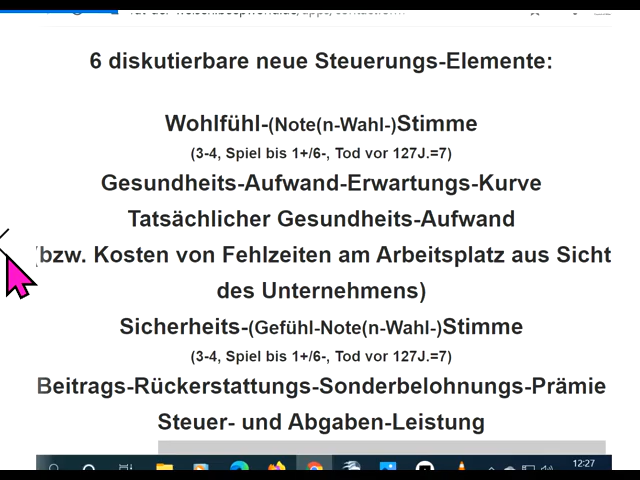 6 diskutierbare neue Steuerungs-Elemente:
Wohlfühl-(Note(n-Wahl-)Stimme
(3-4, Spiel bis 1+/6-, Tod vor 127J.=7)
Gesundheits-Aufwand-Erwartungs-Kurve
Tatsächlicher Gesundheits-Aufwand
(bzw. Kosten von Fehlzeiten am Arbeitsplatz aus Sicht
des Unternehmens)
Sicherheits-(Gefühl-Note(n-Wahl-)Stimme
(3-4, Spiel bis 1+/6-, Tod vor 127J.=7)
Beitrags-Rückerstattungs-Sonderbelohnungs-Prämie
Steuer- und Abgaben-Leistung
12:27